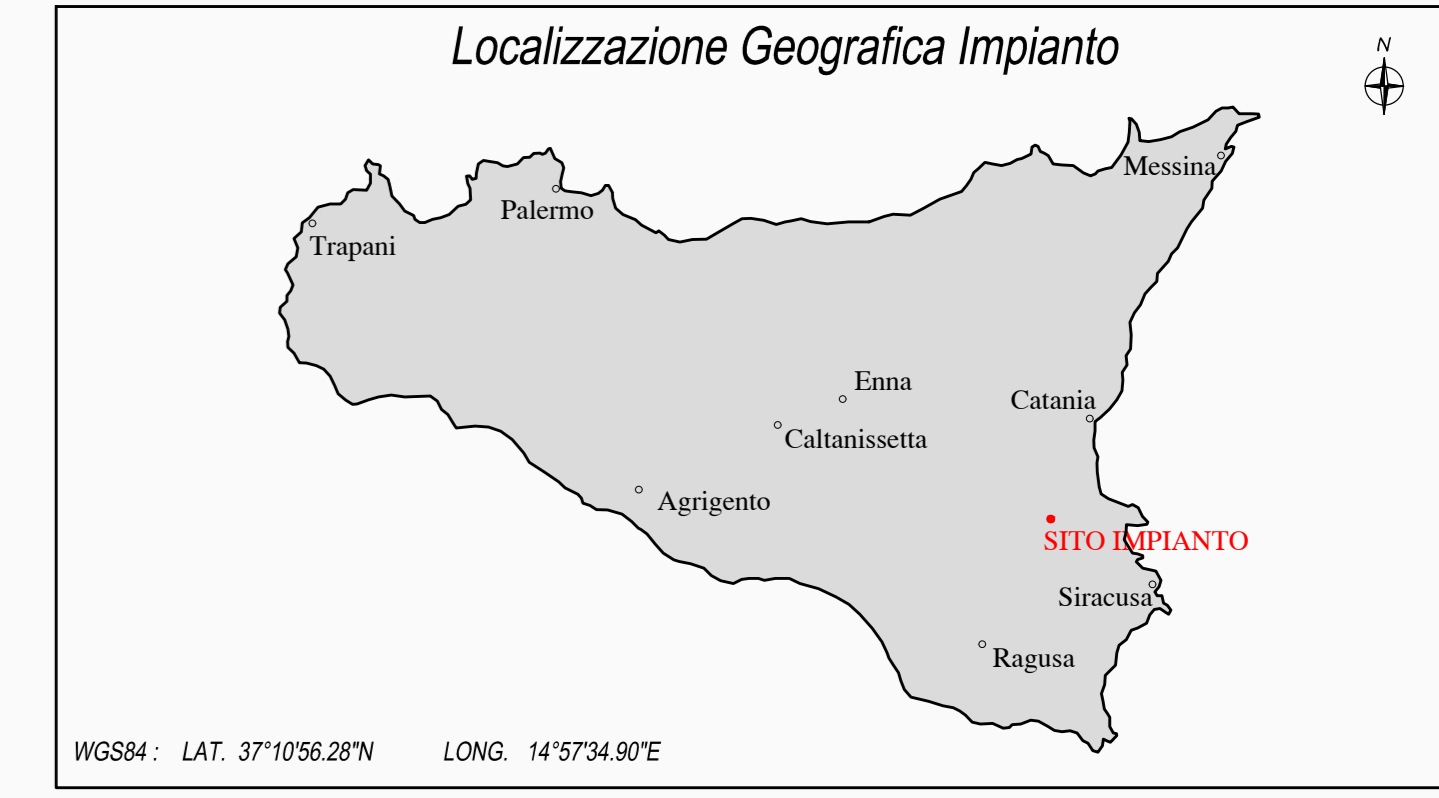 Localizzazione Geografica Impianto
N
Messina
Palermo
Trapani
Enna
Catania
Caltanissetta
Agrigento
SITO IMPIANTO
Siracusa
Ragusa
WGS84 : LAT. 37°10'56.28"N LONG. 14°57'34.90"E